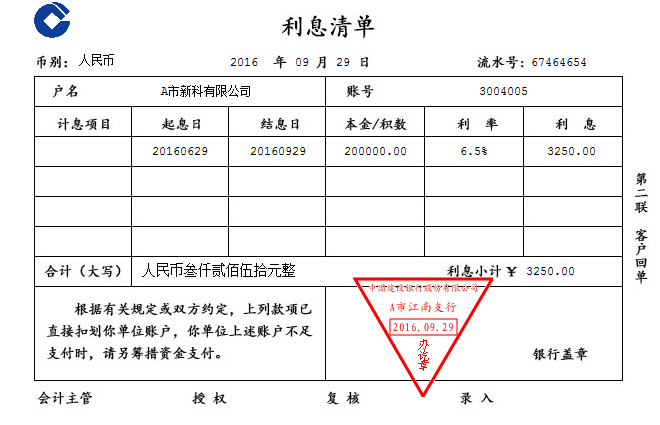 利息清单
币别：人民币 2016 年 09 月 29 日 流水号：67464654
户名 A市新科有限公司 账号 3004005
计息项目 起息日 结息日 本金/积数 利 率 利 息
20160629 20160929 200000.00 6.5% 3250.00
合计（大写） 人民币叁仟贰佰伍拾元整 利息小计￥ 3250.00
根据有关规定或双方约定，上列款项已
直接扣划你单位账户，你单位上述账户不足
支付时，请另筹措资金支付。
中国建设银行股份有限公司
A市江南支行
2016.09.29
办讫章
银行盖章
第二联 客户回单
会计主管 授 权 复 核 录 入